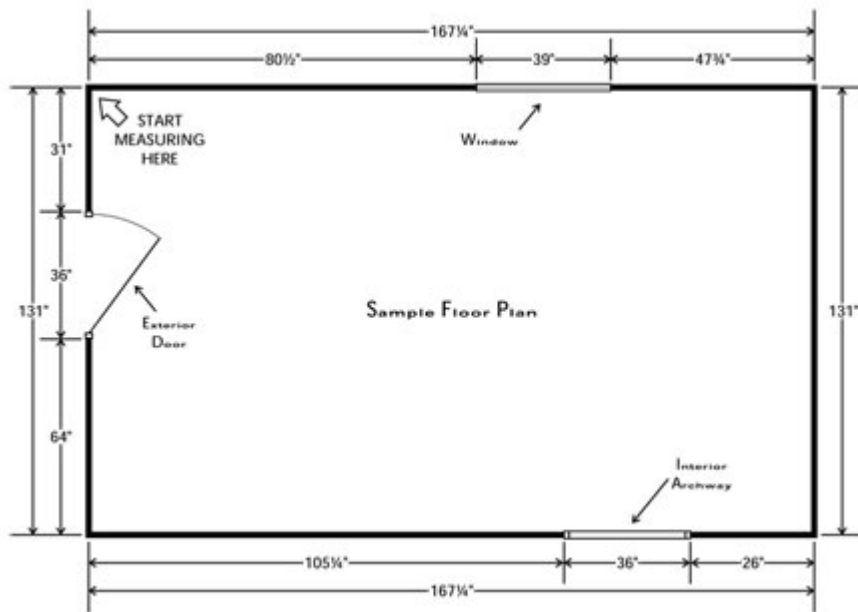 167¼"
80½"
39"
47¾"
START
MEASURING
HERE
Window
31"
36"
131"
Exterior
Door
Sample Floor Plan
131"
64"
Interior
Archway
105¼"
36"
26"
167¼"